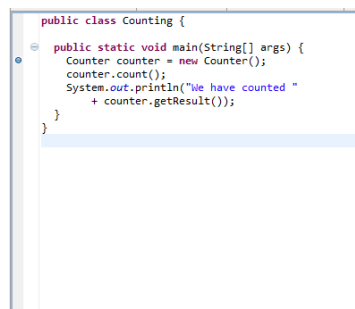 public class Counting {
public static void main(String[] args) {
Counter counter = new Counter();
counter.count();
System.out.println("We have counted "
+ counter.getResult());
}
}